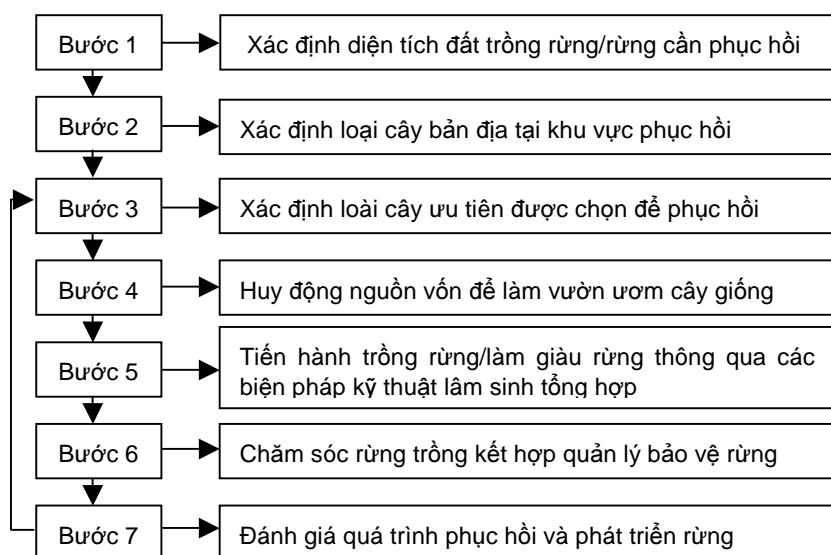 Bước 1
Xác định diện tích đất trồng rừng/rừng cần phục hồi
Bước 2
Xác định loại cây bản địa tại khu vực phục hồi
Bước 3
Xác định loài cây ưu tiên được chọn để phục hồi
Bước 4
Huy động nguồn vốn để làm vườn ươm cây giống
Bước 5
Tiến hành trồng rừng/làm giàu rừng thông qua các
biện pháp kỹ thuật lâm sinh tổng hợp
Bước 6
Chăm sóc rừng trồng kết hợp quản lý bảo vệ rừng
Bước 7
Đánh giá quá trình phục hồi và phát triển rừng